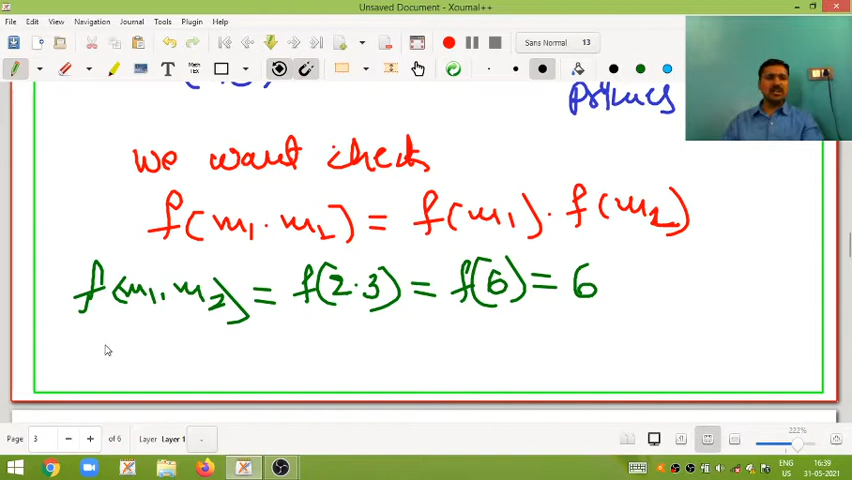 Unsaved Document - Xournal++
File Edit View Navigation Journal Tools Plugin Help
Sans Normal 13
primes
we want check
f(m₁·m₂) = f(m₁)·f(m₂)
f(m₁.m₂) = f(2·3) = f(6) = 6
Page 3 of 6 Layer Layer 1 222%
ENG 16:39
US 31-05-2021